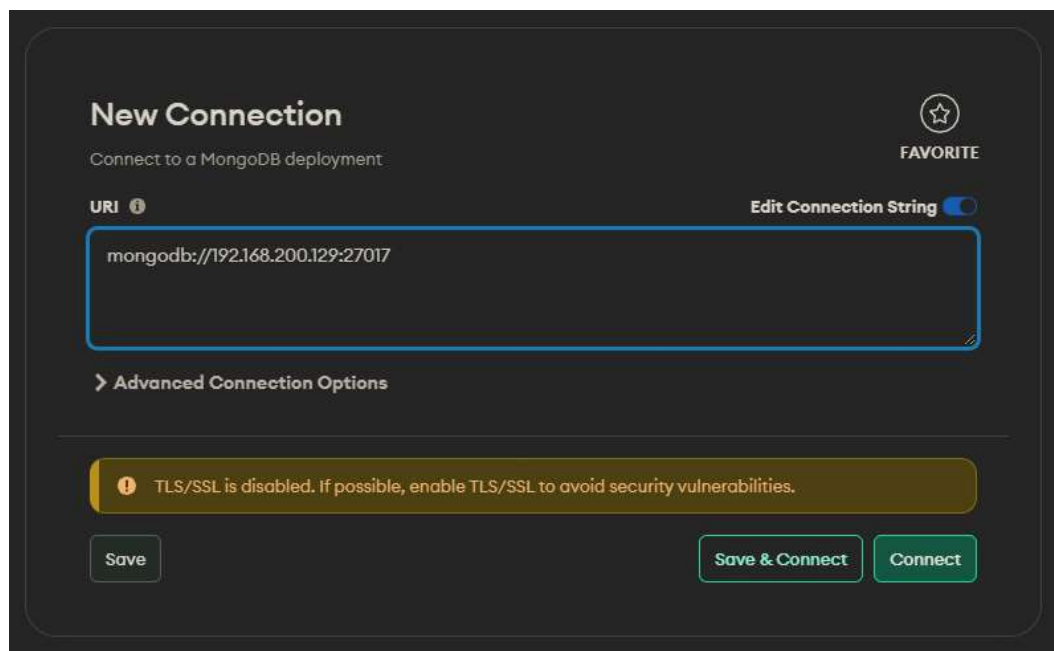 New Connection
FAVORITE
Connect to a MongoDB deployment
URI
Edit Connection String
mongodb://192.168.200.129:27017
Advanced Connection Options
TLS/SSL is disabled. If possible, enable TLS/SSL to avoid security vulnerabilities.
Save
Save & Connect
Connect